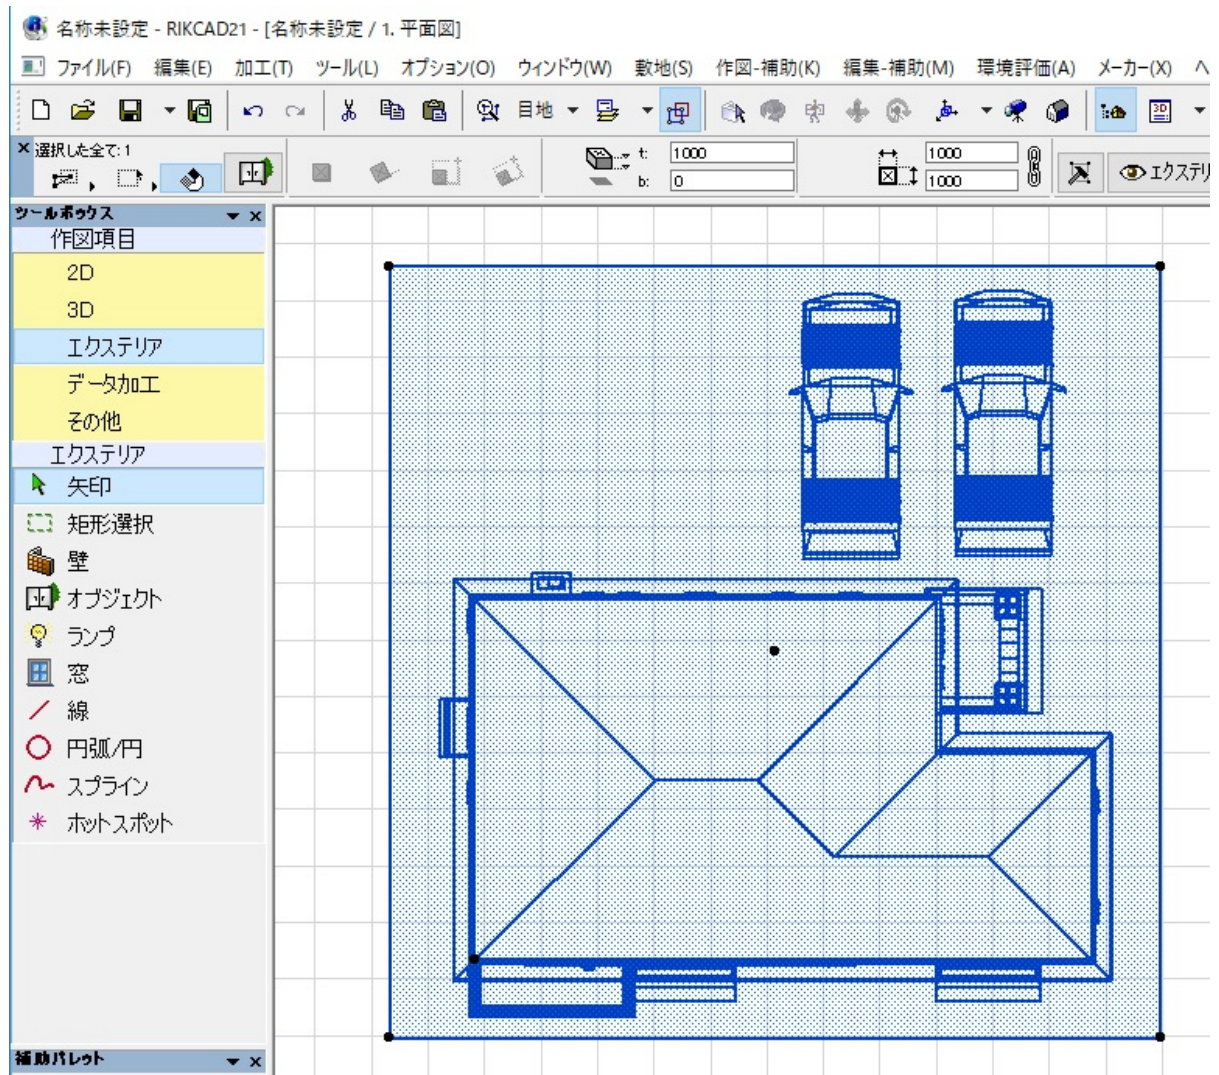 名称未設定 - RIKCAD21 - [名称未設定 / 1. 平面図]
ファイル(F) 編集(E) 加工(T) ツール(L) オプション(O) ウィンドウ(W) 敷地(S) 作図-補助(K) 編集-補助(M) 環境評価(A) メーカー(X) ヘ
目地
3D
選択した全て: 1
t: 1000
b: 0
1000
1000
エクステリ
ツールボックス
作図項目
2D
3D
エクステリア
データ加工
その他
エクステリア
矢印
矩形選択
壁
オブジェクト
ランプ
窓
線
円弧/円
スプライン
ホットスポット
補助パレット